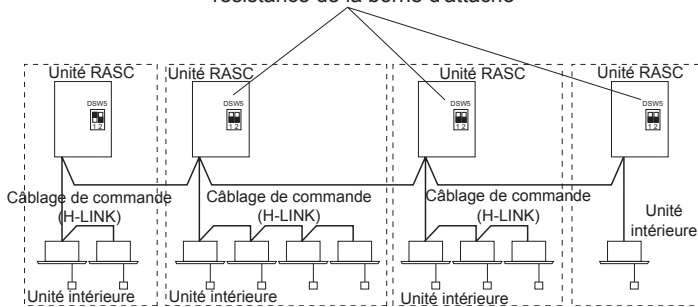 résistance de la borne d'attache
Unité RASC
Unité RASC
Unité RASC
Unité RASC
DSW5
DSW5
DSW5
DSW5
1 2
1 2
1 2
1 2
Câblage de commande
(H-LINK)
Câblage de commande
(H-LINK)
Câblage de commande
(H-LINK)
Unité
intérieure
Unité intérieure
Unité intérieure
Unité intérieure